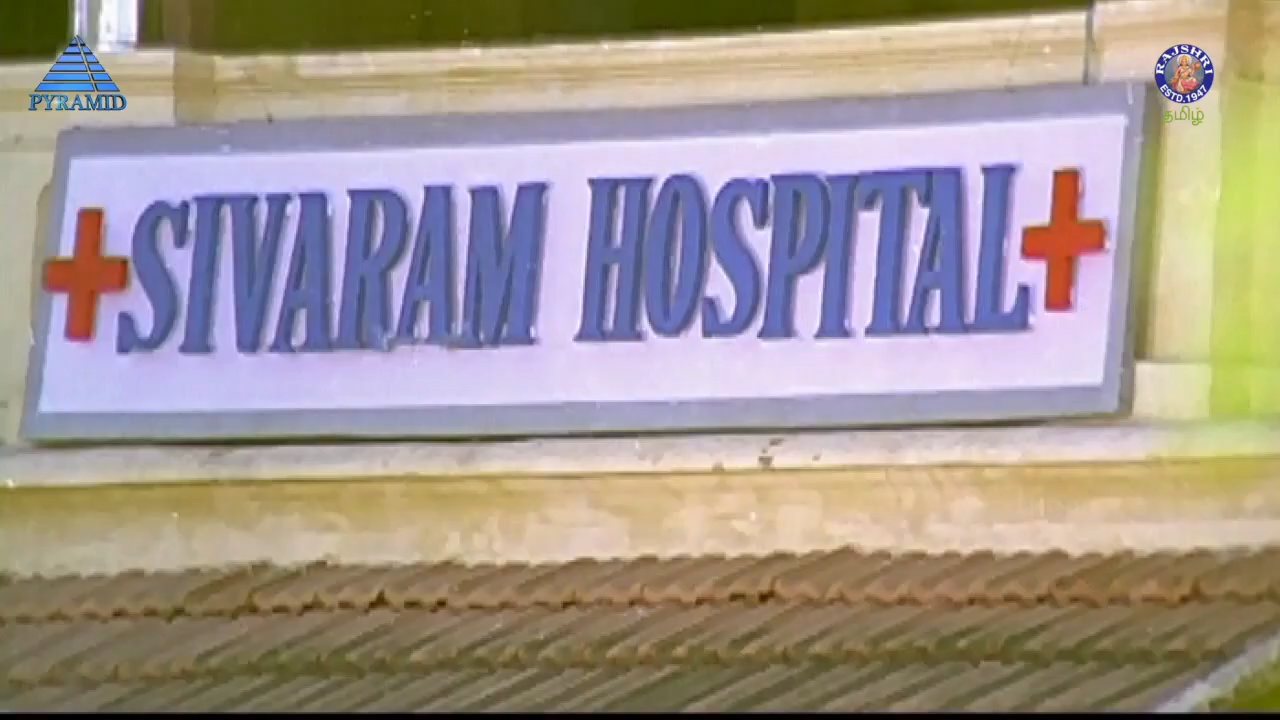 PYRAMID
RAJSHRI
ESTD.1947
தமிழ்
SIVARAM HOSPITAL